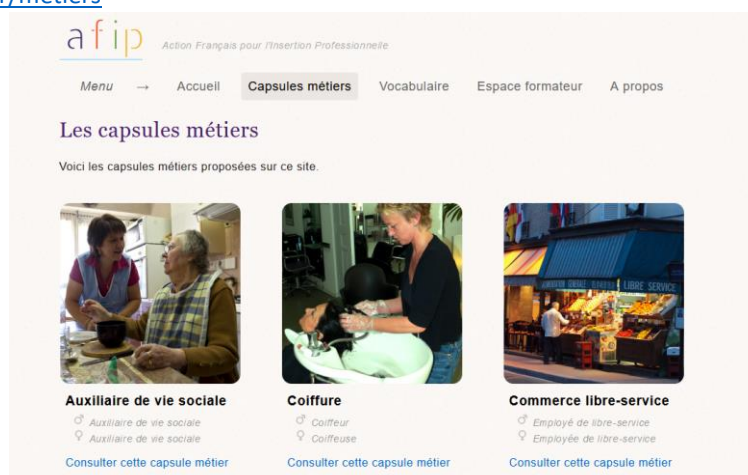 r/metiers
afip Action Français pour l'Insertion Professionnelle
Menu → Accueil Capsules métiers Vocabulaire Espace formateur A propos
Les capsules métiers
Voici les capsules métiers proposées sur ce site.
LIBRE SERVICE
Auxiliaire de vie sociale Coiffure Commerce libre-service
♂ Auxiliaire de vie sociale ♂ Coiffeur ♂ Employé de libre-service
♀ Auxiliaire de vie sociale ♀ Coiffeuse ♀ Employée de libre-service
Consulter cette capsule métier Consulter cette capsule métier Consulter cette capsule métier